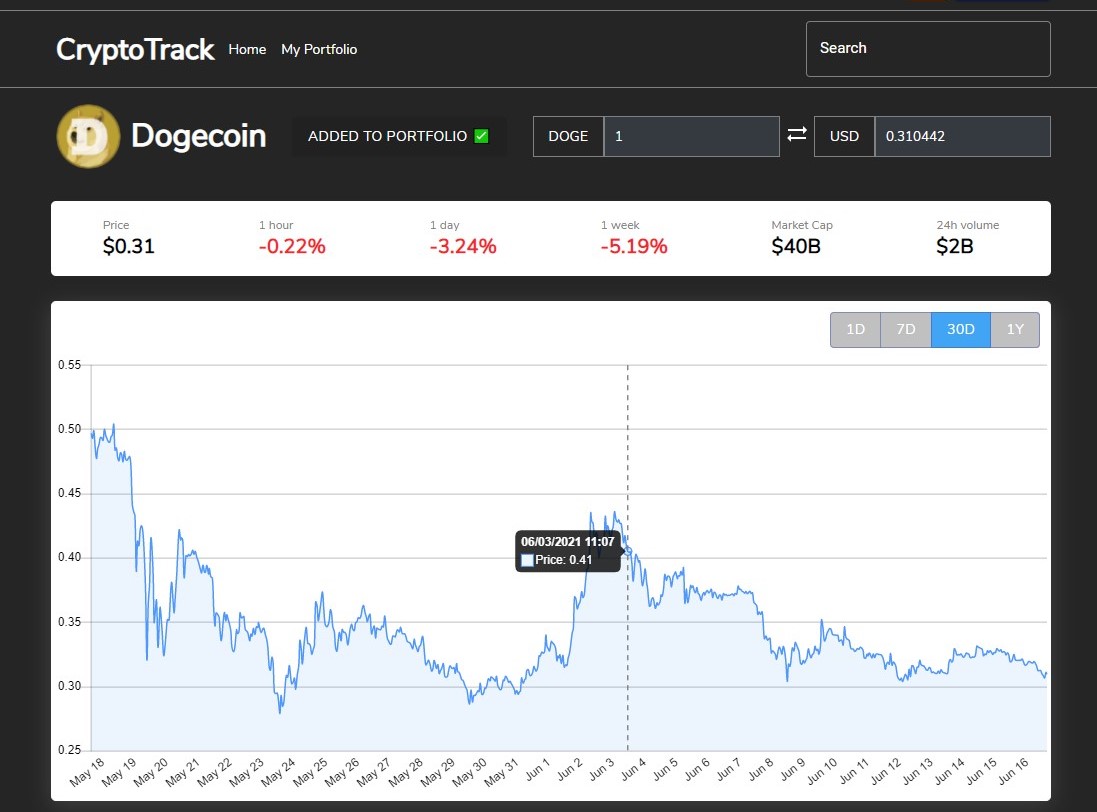 CryptoTrack Home My Portfolio Search
Dogecoin ADDED TO PORTFOLIO ✅ DOGE 1 USD 0.310442
Price 1 hour 1 day 1 week Market Cap 24h volume
$0.31 -0.22% -3.24% -5.19% $40B $2B
1D 7D 30D 1Y
0.55
0.50
0.45
06/03/2021 11:07
0.40 Price: 0.41
0.35
0.30
0.25
May 18 May 19 May 20 May 21 May 22 May 23 May 24 May 25 May 26 May 27 May 28 May 29 May 30 May 31 Jun 1 Jun 2 Jun 3 Jun 4 Jun 5 Jun 6 Jun 7 Jun 8 Jun 9 Jun 10 Jun 11 Jun 12 Jun 13 Jun 14 Jun 15 Jun 16